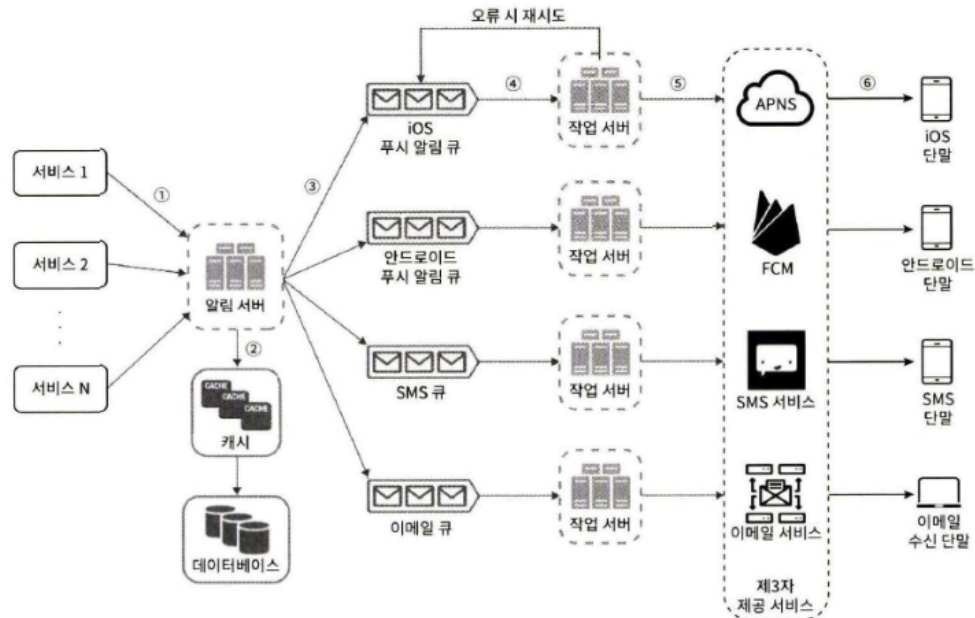 오류 시 재시도
④
⑤
⑥
iOS
푸시 알림 큐
작업 서버
APNS
iOS
단말
서비스 1
①
③
서비스 2
알림 서버
안드로이드
푸시 알림 큐
작업 서버
FCM
안드로이드
단말
서비스 N
②
CACHE
CACHE
CACHE
캐시
SMS 큐
작업 서버
SMS 서비스
SMS
단말
데이터베이스
이메일 큐
작업 서버
이메일 서비스
이메일
수신 단말
제3자
제공 서비스